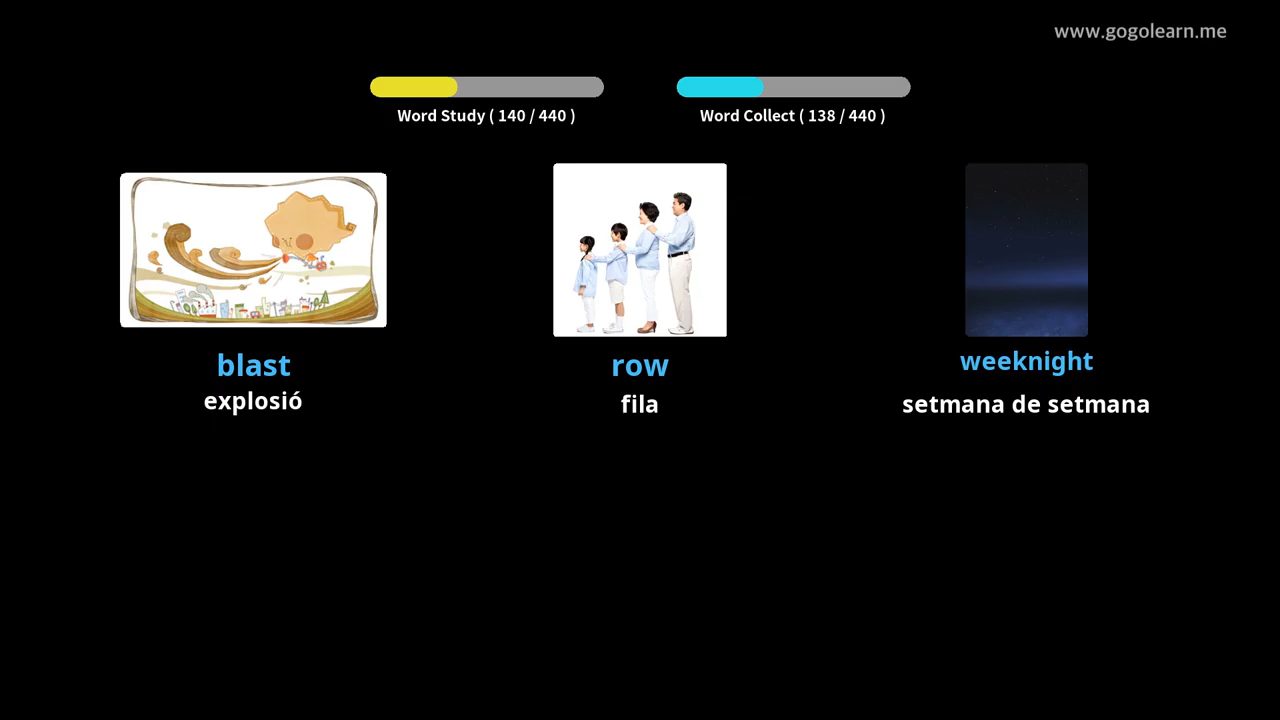 www.gogolearn.me
Word Study ( 140 / 440 )
Word Collect ( 138 / 440 )
blast
row
weeknight
explosió
fila
setmana de setmana